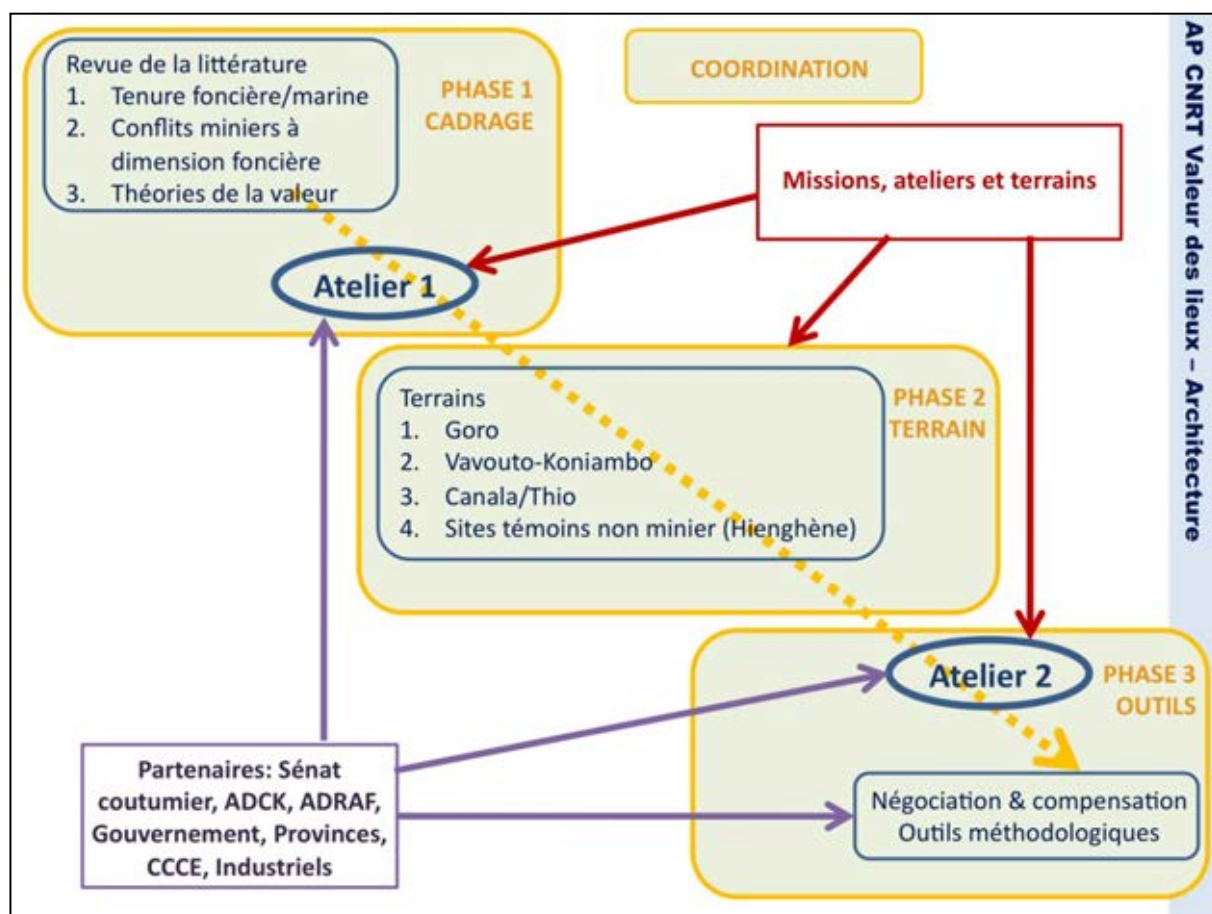 Revue de la littérature
1. Tenure foncière/marine
2. Conflits miniers à
dimension foncière
3. Théories de la valeur
PHASE 1
CADRAGE
Atelier 1
COORDINATION
Missions, ateliers et terrains
AP CNRT Valeur des lieux – Architecture
Terrains
1. Goro
2. Vavouto-Koniambo
3. Canala/Thio
4. Sites témoins non minier (Hienghène)
PHASE 2
TERRAIN
Atelier 2
PHASE 3
OUTILS
Partenaires: Sénat
coutumier, ADCK, ADRAF,
Gouvernement, Provinces,
CCCE, Industriels
Négociation & compensation
Outils méthodologiques